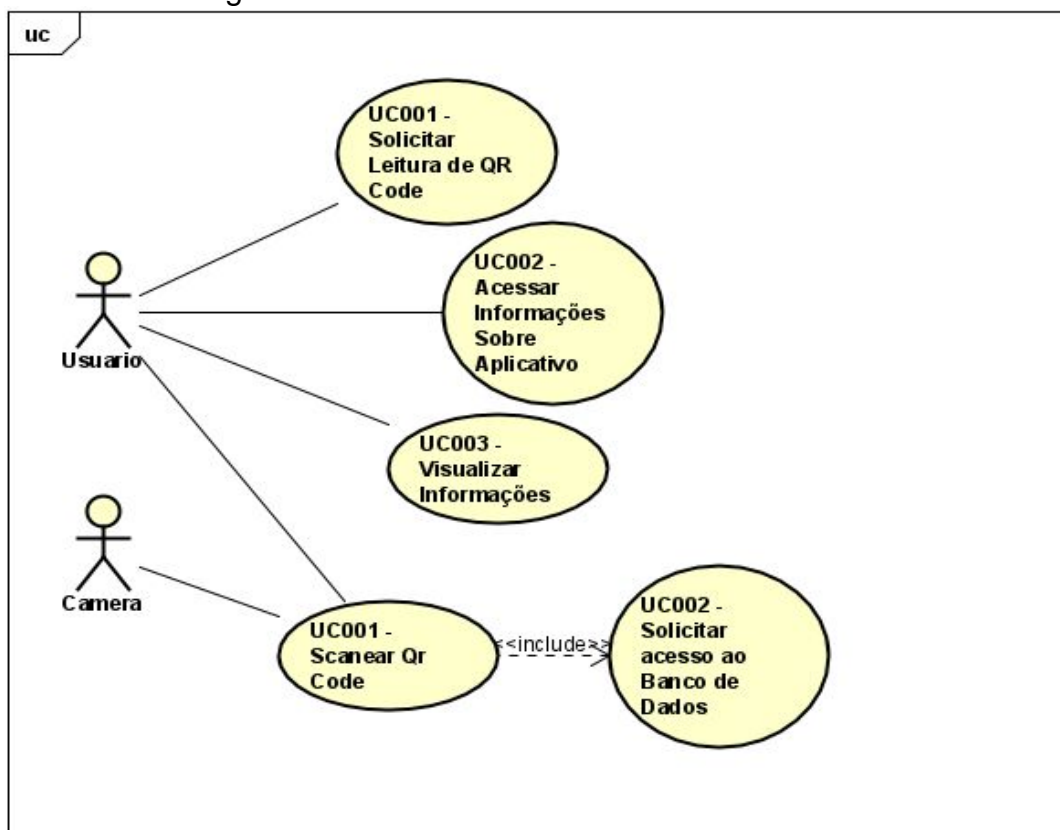 uc
UC001 -
Solicitar
Leitura de QR
Code
UC002 -
Acessar
Informações
Sobre
Aplicativo
Usuario
UC003 -
Visualizar
Informações
Camera
UC001 -
Scanear Qr
Code
<<include>>
UC002 -
Solicitar
acesso ao
Banco de
Dados